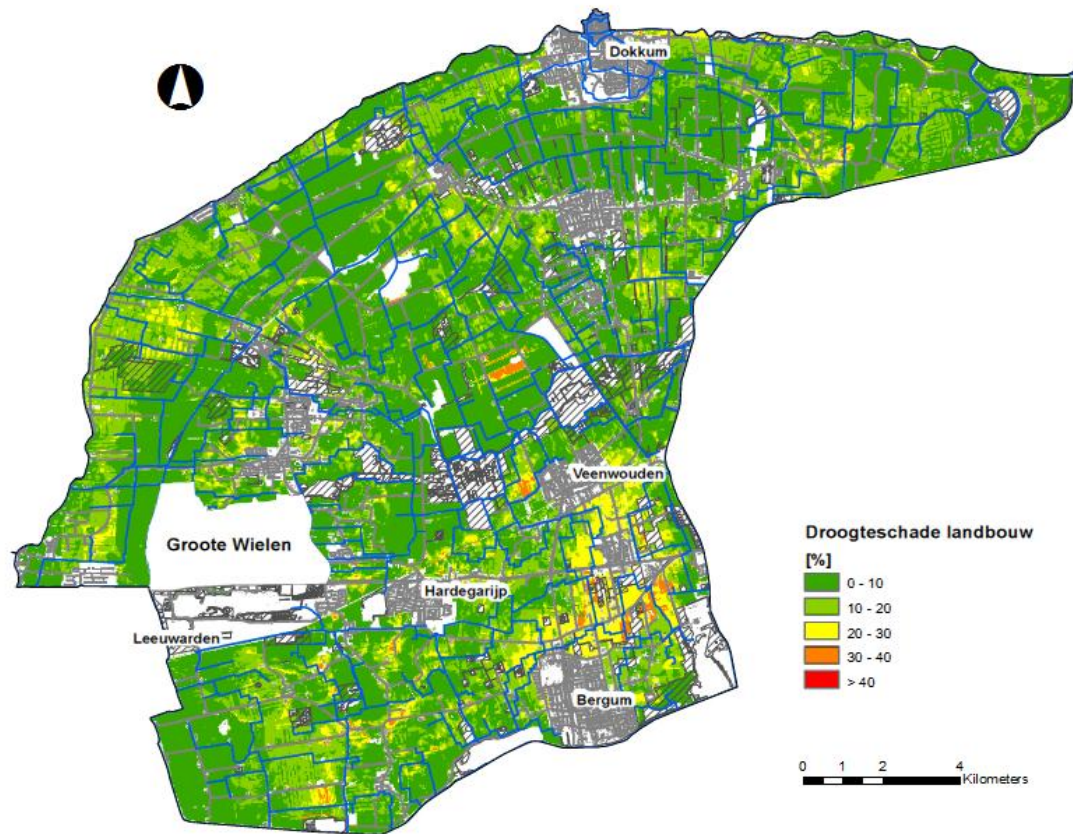 Dokkum
Veenwouden
Groote Wielen
Hardegarijp
Leeuwarden
Bergum
Droogteschade landbouw
[%]
0 - 10
10 - 20
20 - 30
30 - 40
> 40
0 1 2 4
Kilometers